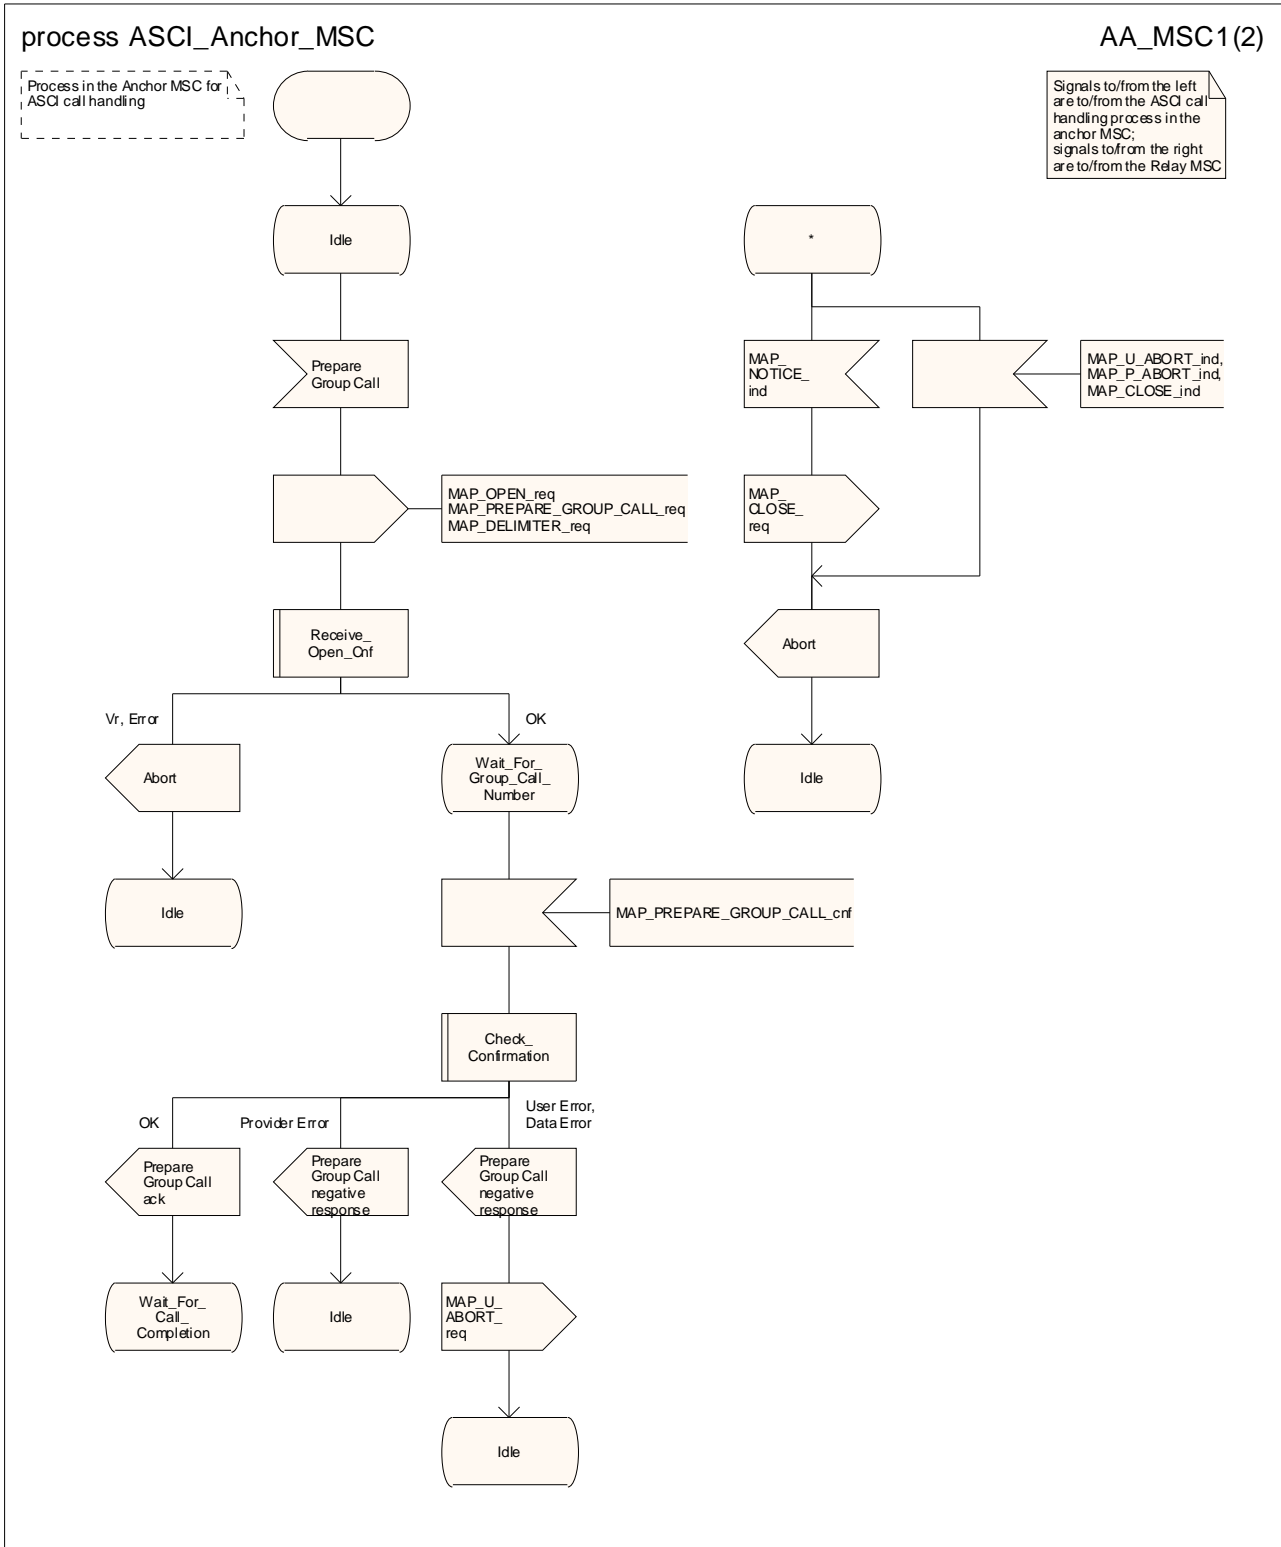 process ASCI_Anchor_MSC
AA_MSC1(2)
Process in the Anchor MSC for
ASCI call handling
Signals to/from the left
are to/from the ASCI call
handling process in the
anchor MSC;
signals to/from the right
are to/from the Relay MSC
Idle
*
Prepare
Group Call
MAP_
NOTICE_
ind
MAP_U_ABORT_ind,
MAP_P_ABORT_ind,
MAP_CLOSE_ind
MAP_OPEN_req
MAP_PREPARE_GROUP_CALL_req
MAP_DELIMITER_req
MAP_
CLOSE_
req
Receive_
Open_Cnf
Abort
Vr, Error
OK
Abort
Wait_For_
Group_Call_
Number
Idle
Idle
MAP_PREPARE_GROUP_CALL_cnf
Check_
Confirmation
OK
Provider Error
User Error,
Data Error
Prepare
Group Call
ack
Prepare
Group Call
negative
response
Prepare
Group Call
negative
response
Wait_For_
Call_
Completion
Idle
MAP_U_
ABORT_
req
Idle